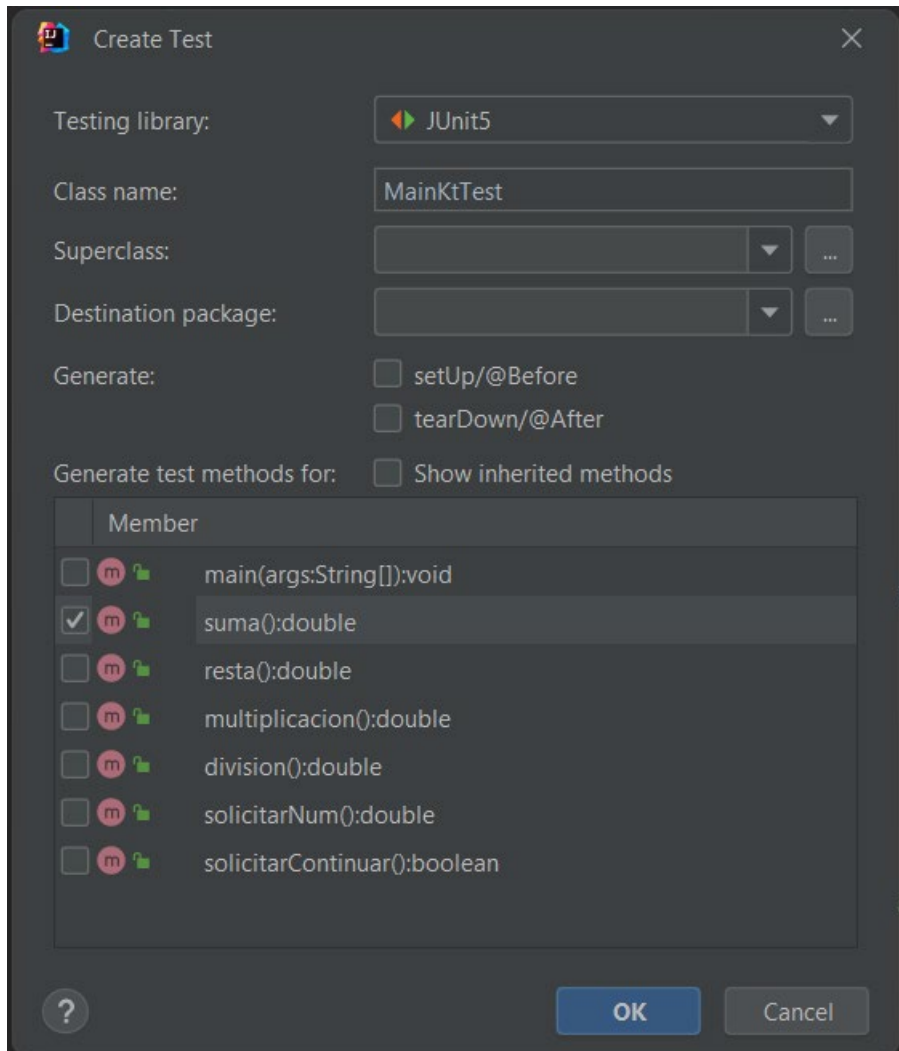 Create Test
Testing library: JUnit5
Class name: MainKtTest
Superclass: ...
Destination package: ...
Generate: setUp/@Before
tearDown/@After
Generate test methods for: Show inherited methods
Member
m main(args:String[]):void
m suma():double
m resta():double
m multiplicacion():double
m division():double
m solicitarNum():double
m solicitarContinuar():boolean
? OK Cancel